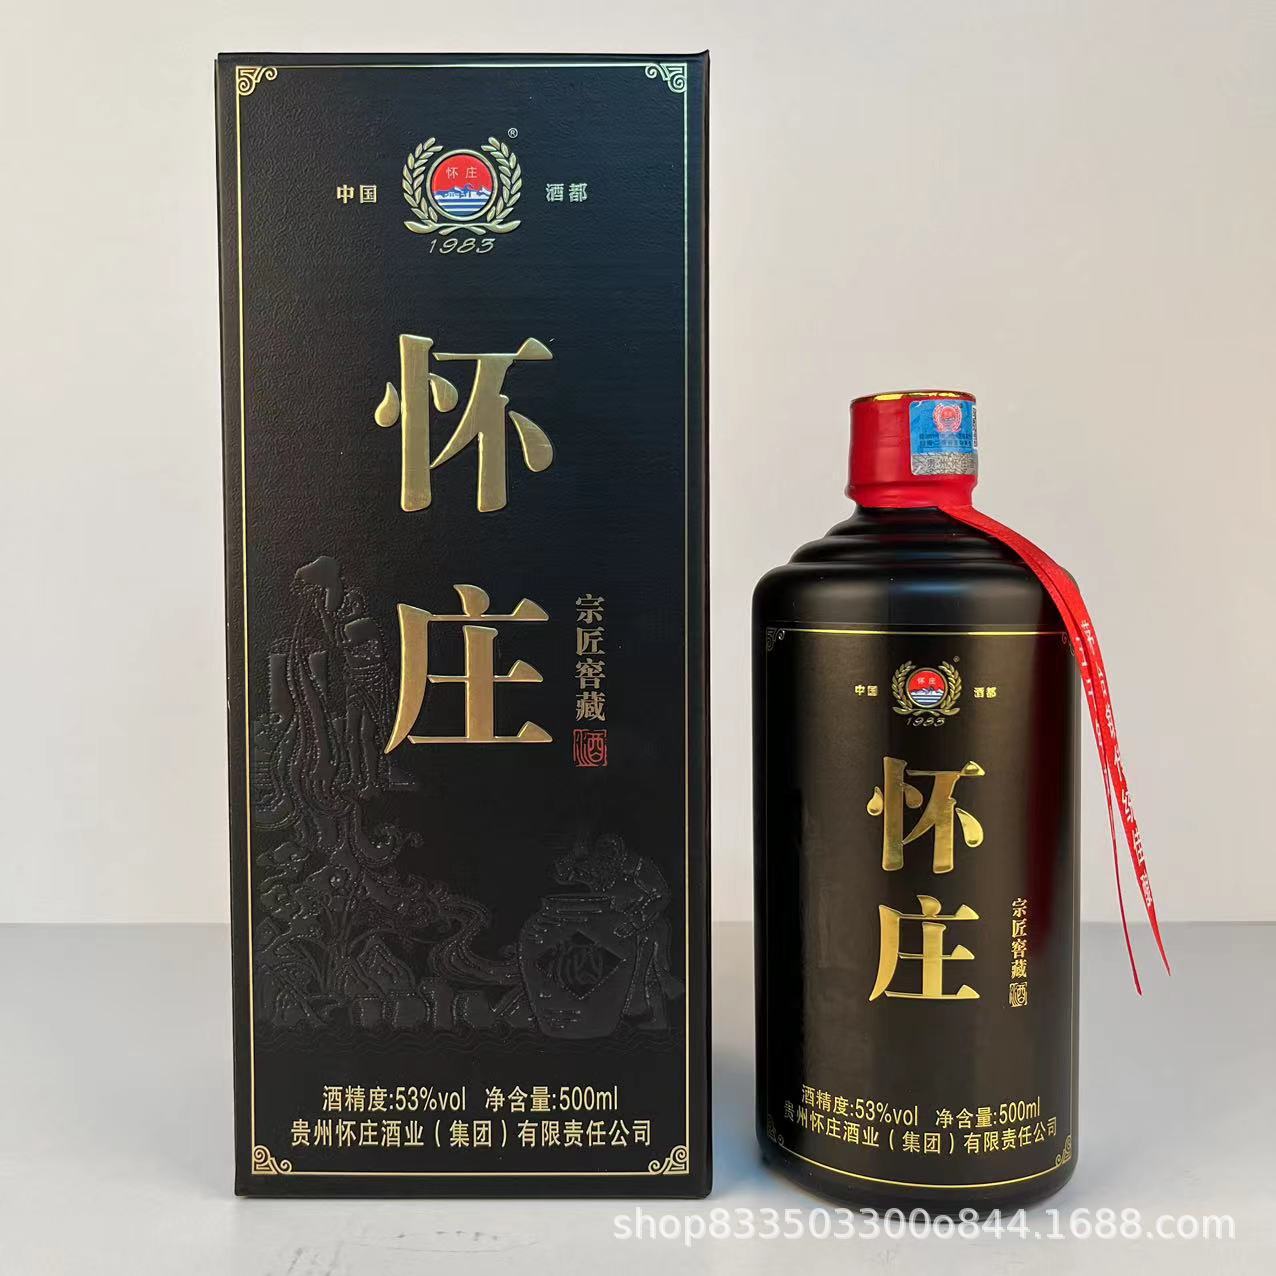 中国
怀庄
®
酒都
1983
怀庄
宗匠窖藏
酒
酒精度:53%vol 净含量:500ml
贵州怀庄酒业(集团)有限责任公司
中国
怀庄
酒都
1983
怀庄
宗匠窖藏
酒
酒精度:53%vol 净含量:500ml
贵州怀庄酒业(集团)有限责任公司
shop833503300o844.1688.com